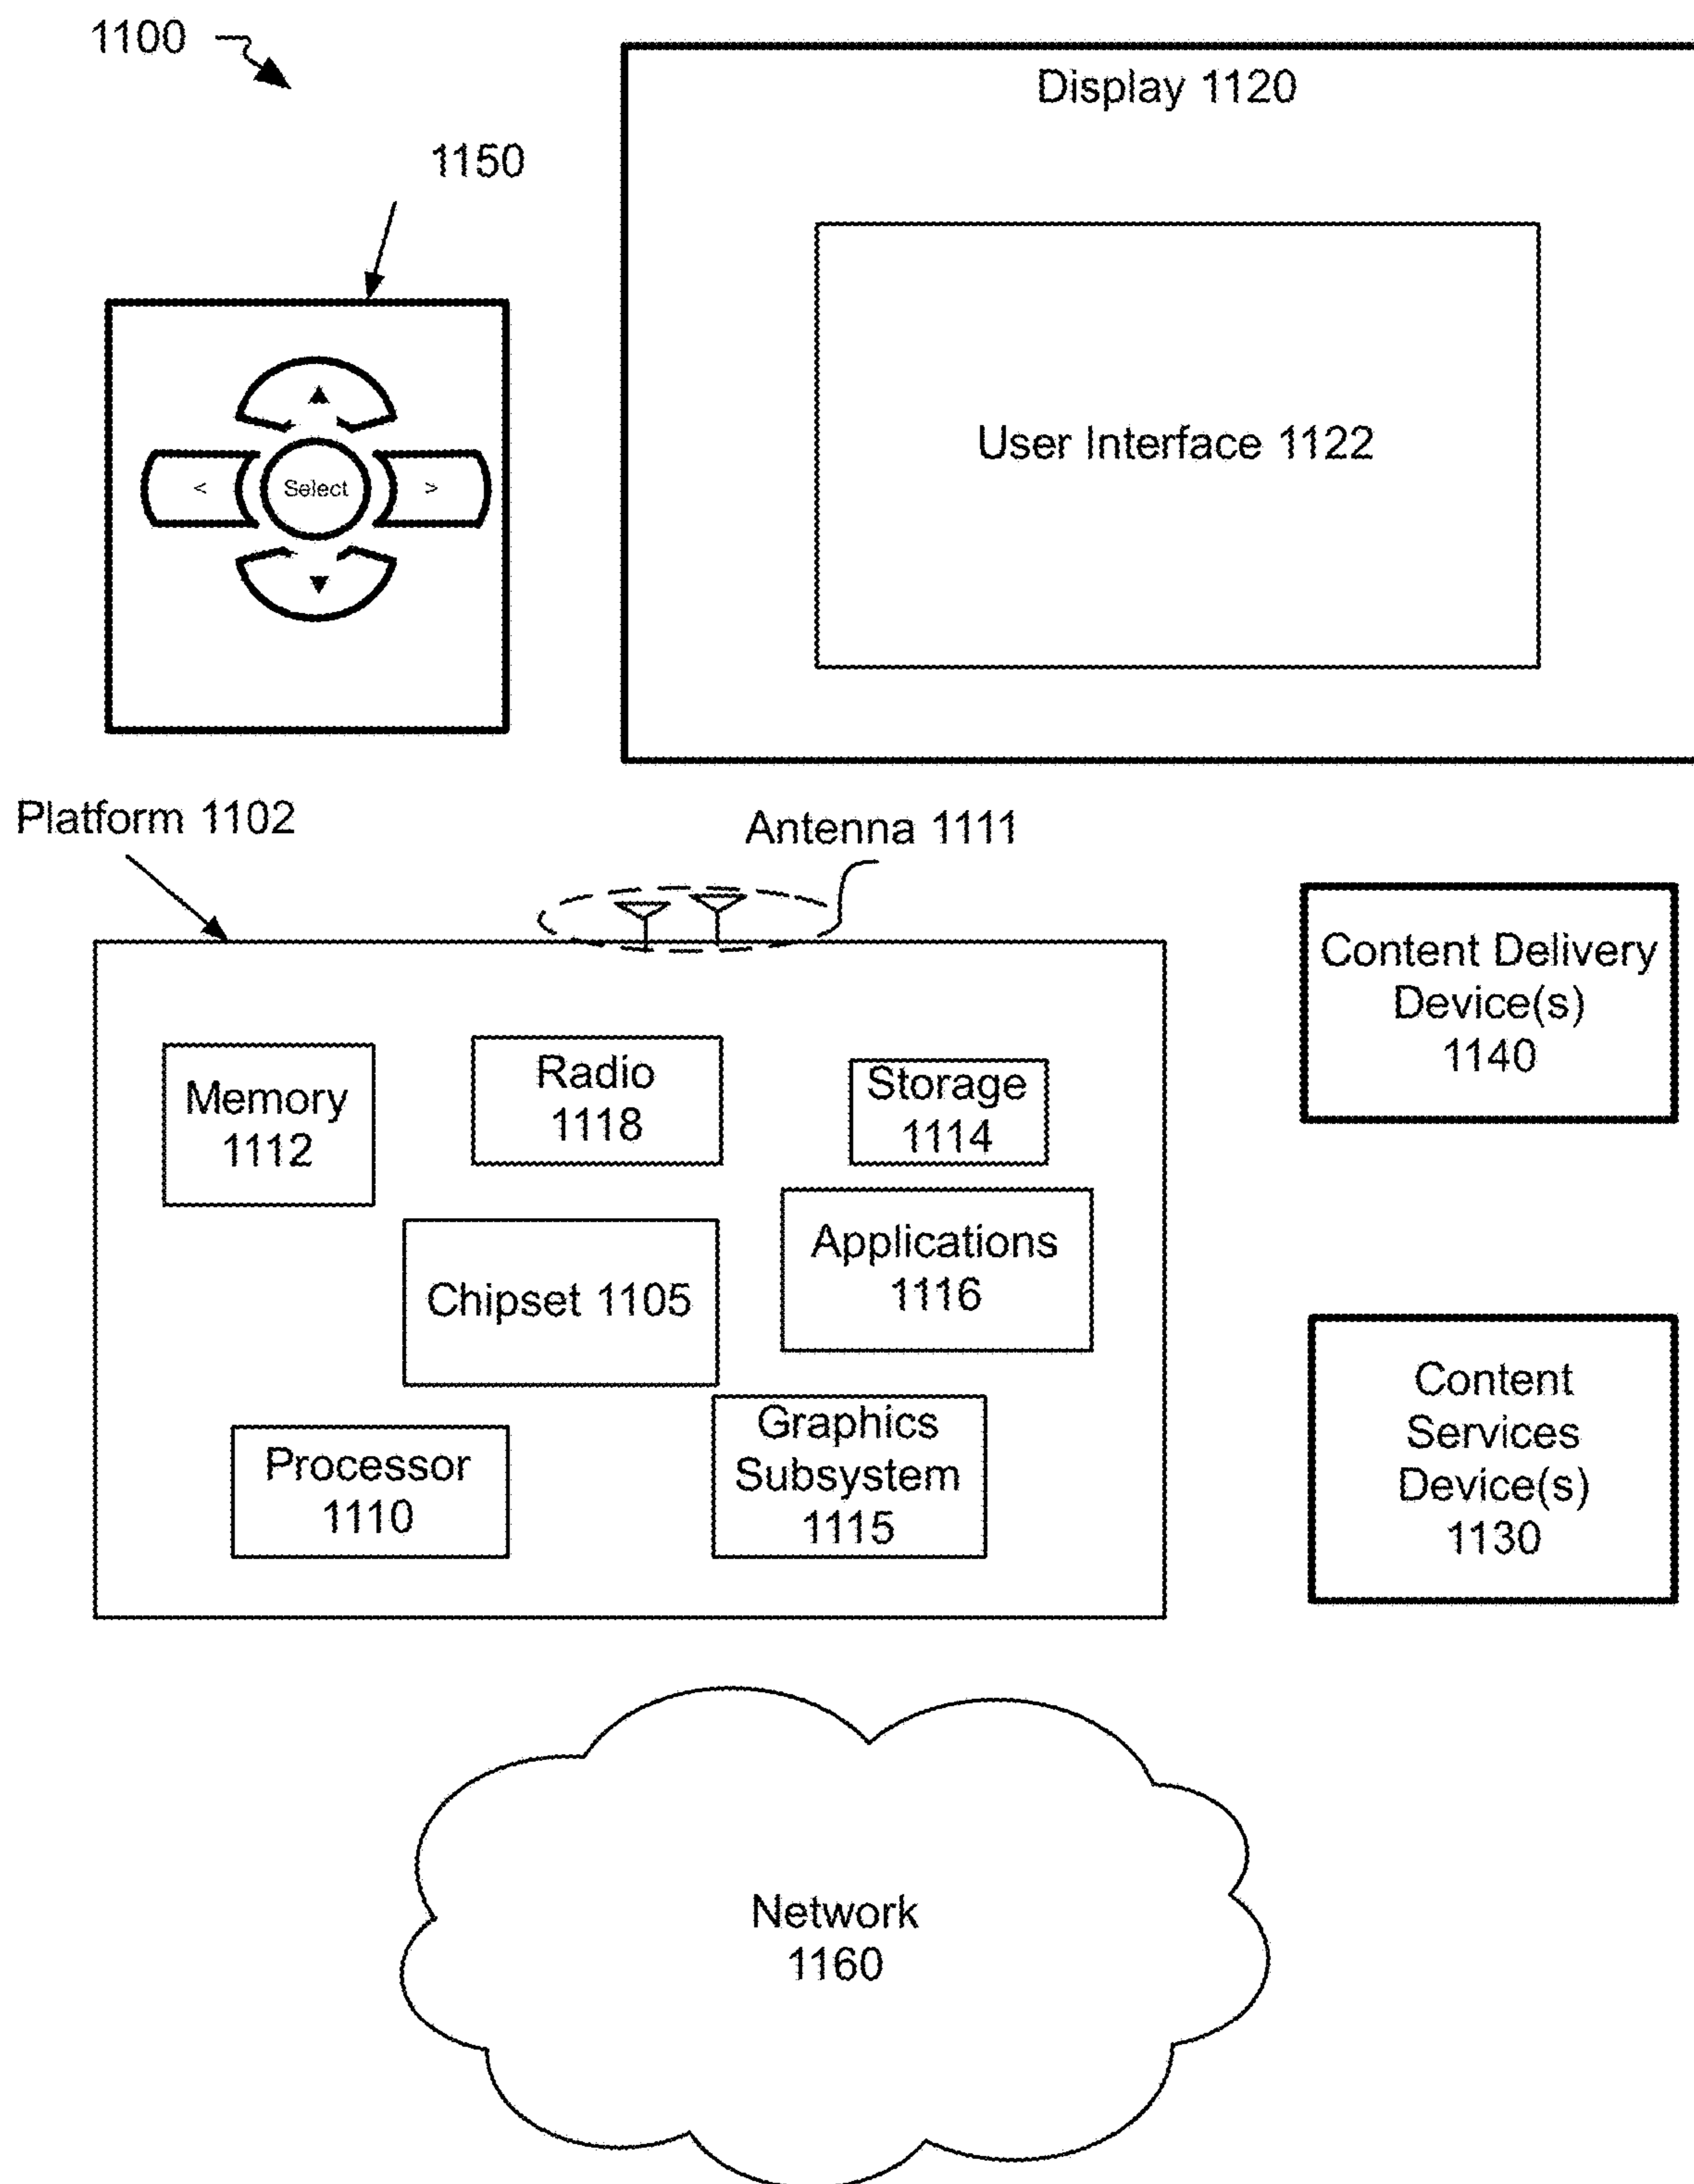 1100
Display 1120
1150
User Interface 1122
<
Select
>
Platform 1102
Antenna 1111
Content Delivery
Device(s)
1140
Memory
1112
Radio
1118
Storage
1114
Applications
1116
Chipset 1105
Content
Services
Device(s)
1130
Processor
1110
Graphics
Subsystem
1115
Network
1160